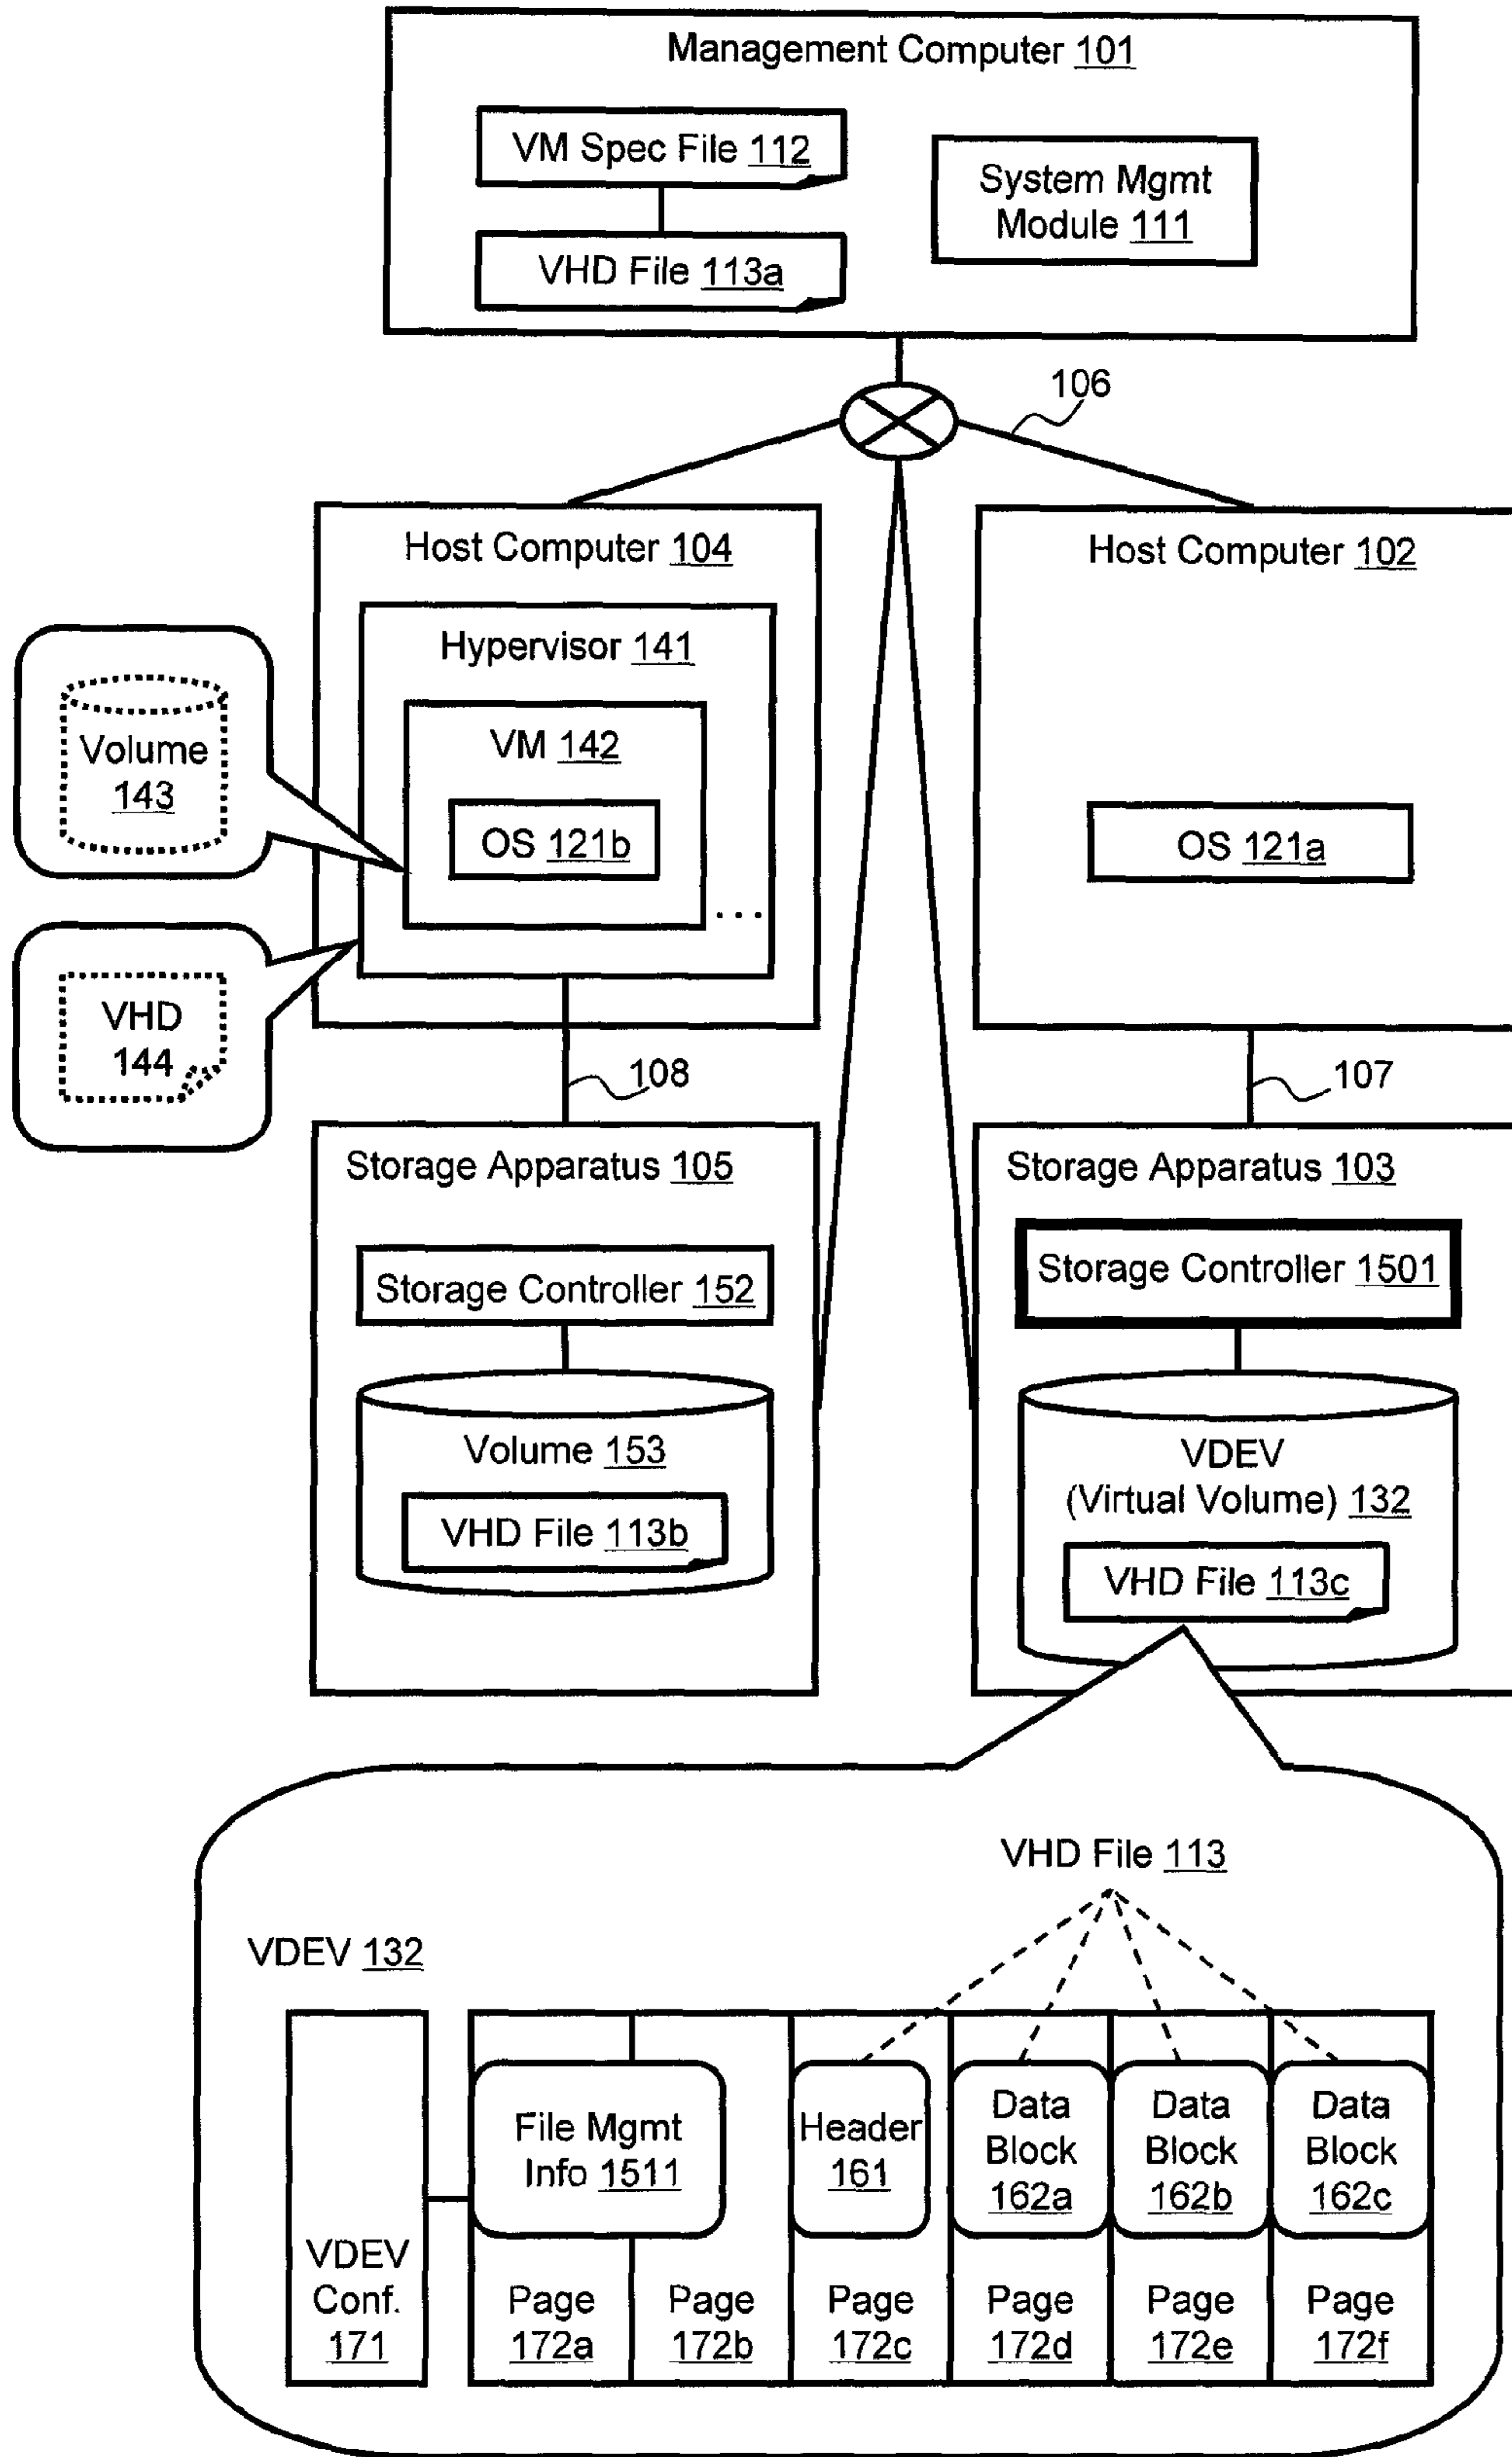 Management Computer 101
VM Spec File 112
System Mgmt
Module 111
VHD File 113a
106
Host Computer 104
Host Computer 102
Hypervisor 141
Volume
143
VM 142
OS 121b
OS 121a
...
VHD
144
108
107
Storage Apparatus 105
Storage Apparatus 103
Storage Controller 152
Storage Controller 1501
Volume 153
VHD File 113b
VDEV
(Virtual Volume) 132
VHD File 113c
VHD File 113
VDEV 132
File Mgmt
Info 1511
Header
161
Data
Block
162a
Data
Block
162b
Data
Block
162c
VDEV
Conf.
171
Page
172a
Page
172b
Page
172c
Page
172d
Page
172e
Page
172f